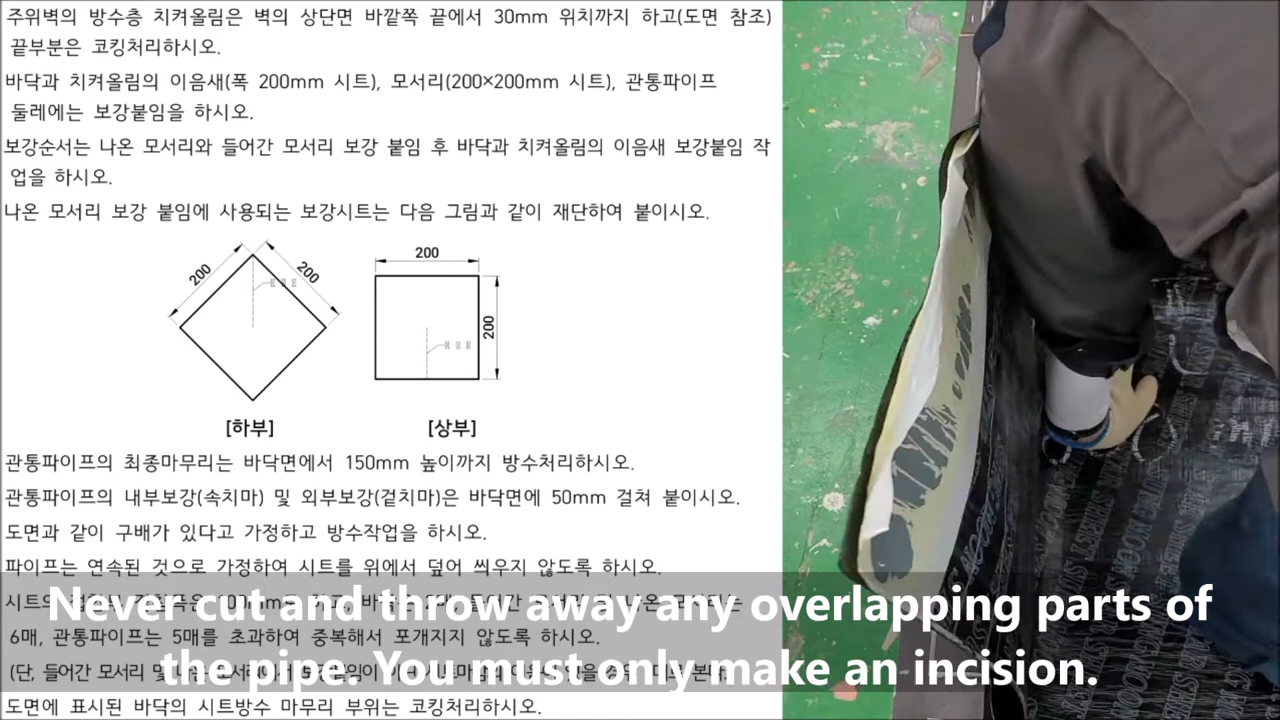 주위벽의 방수층 치켜올림은 벽의 상단면 바깥쪽 끝에서 30mm 위치까지 하고(도면 참조)
끝부분은 코킹처리하시오.
바닥과 치켜올림의 이음새(폭 200mm 시트), 모서리(200×200mm 시트), 관통파이프
둘레에는 보강붙임을 하시오.
보강순서는 나온 모서리와 들어간 모서리 보강 붙임 후 바닥과 치켜올림의 이음새 보강붙임 작
업을 하시오.
나온 모서리 보강 붙임에 사용되는 보강시트는 다음 그림과 같이 재단하여 붙이시오.
200 200
200
200
[하부] [상부]
관통파이프의 최종마무리는 바닥면에서 150mm 높이까지 방수처리하시오.
관통파이프의 내부보강(속치마) 및 외부보강(겉치마)은 바닥면에 50mm 걸쳐 붙이시오.
도면과 같이 구배가 있다고 가정하고 방수작업을 하시오.
파이프는 연속된 것으로 가정하여 시트를 위에서 덮어 씌우지 않도록 하시오.
Never cut and throw away any overlapping parts of
6매, 관통파이프는 5매를 초과하여 중복해서 포개지지 않도록 하시오.
the pipe. You must only make an incision.
(단, 들어간 모서리 및
도면에 표시된 바닥의 시트방수 마무리 부위는 코킹처리하시오.